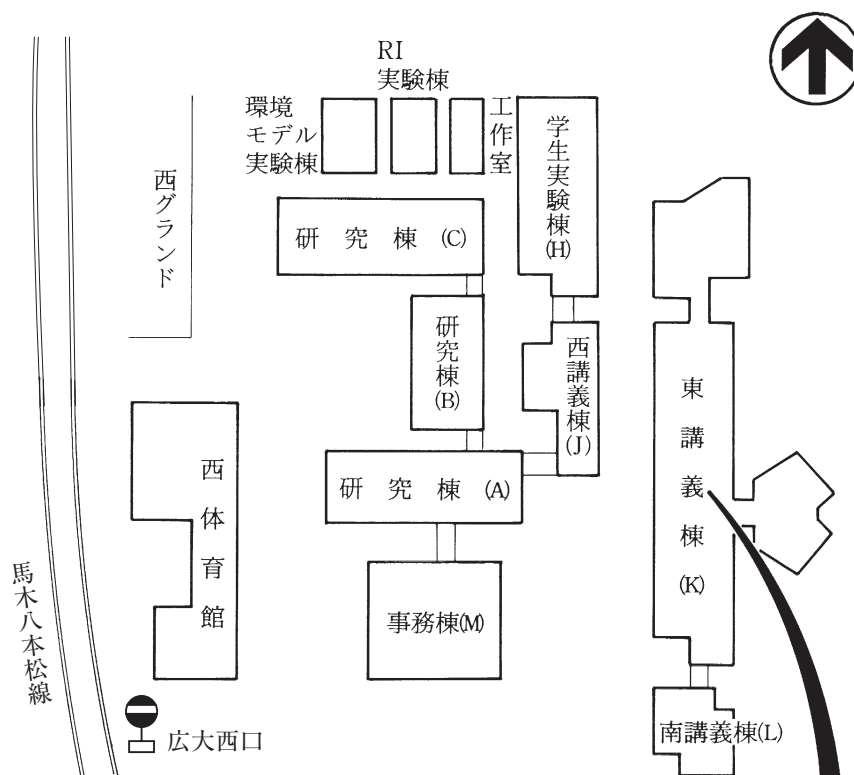 RI
実験棟
環境
モデル
実験棟
工作室
学生実験棟(H)
西グランド
研究棟(C)
研究棟(B)
西講義棟(J)
東講義棟(K)
研究棟(A)
西体育館
事務棟(M)
馬木八本松線
広大西口
南講義棟(L)